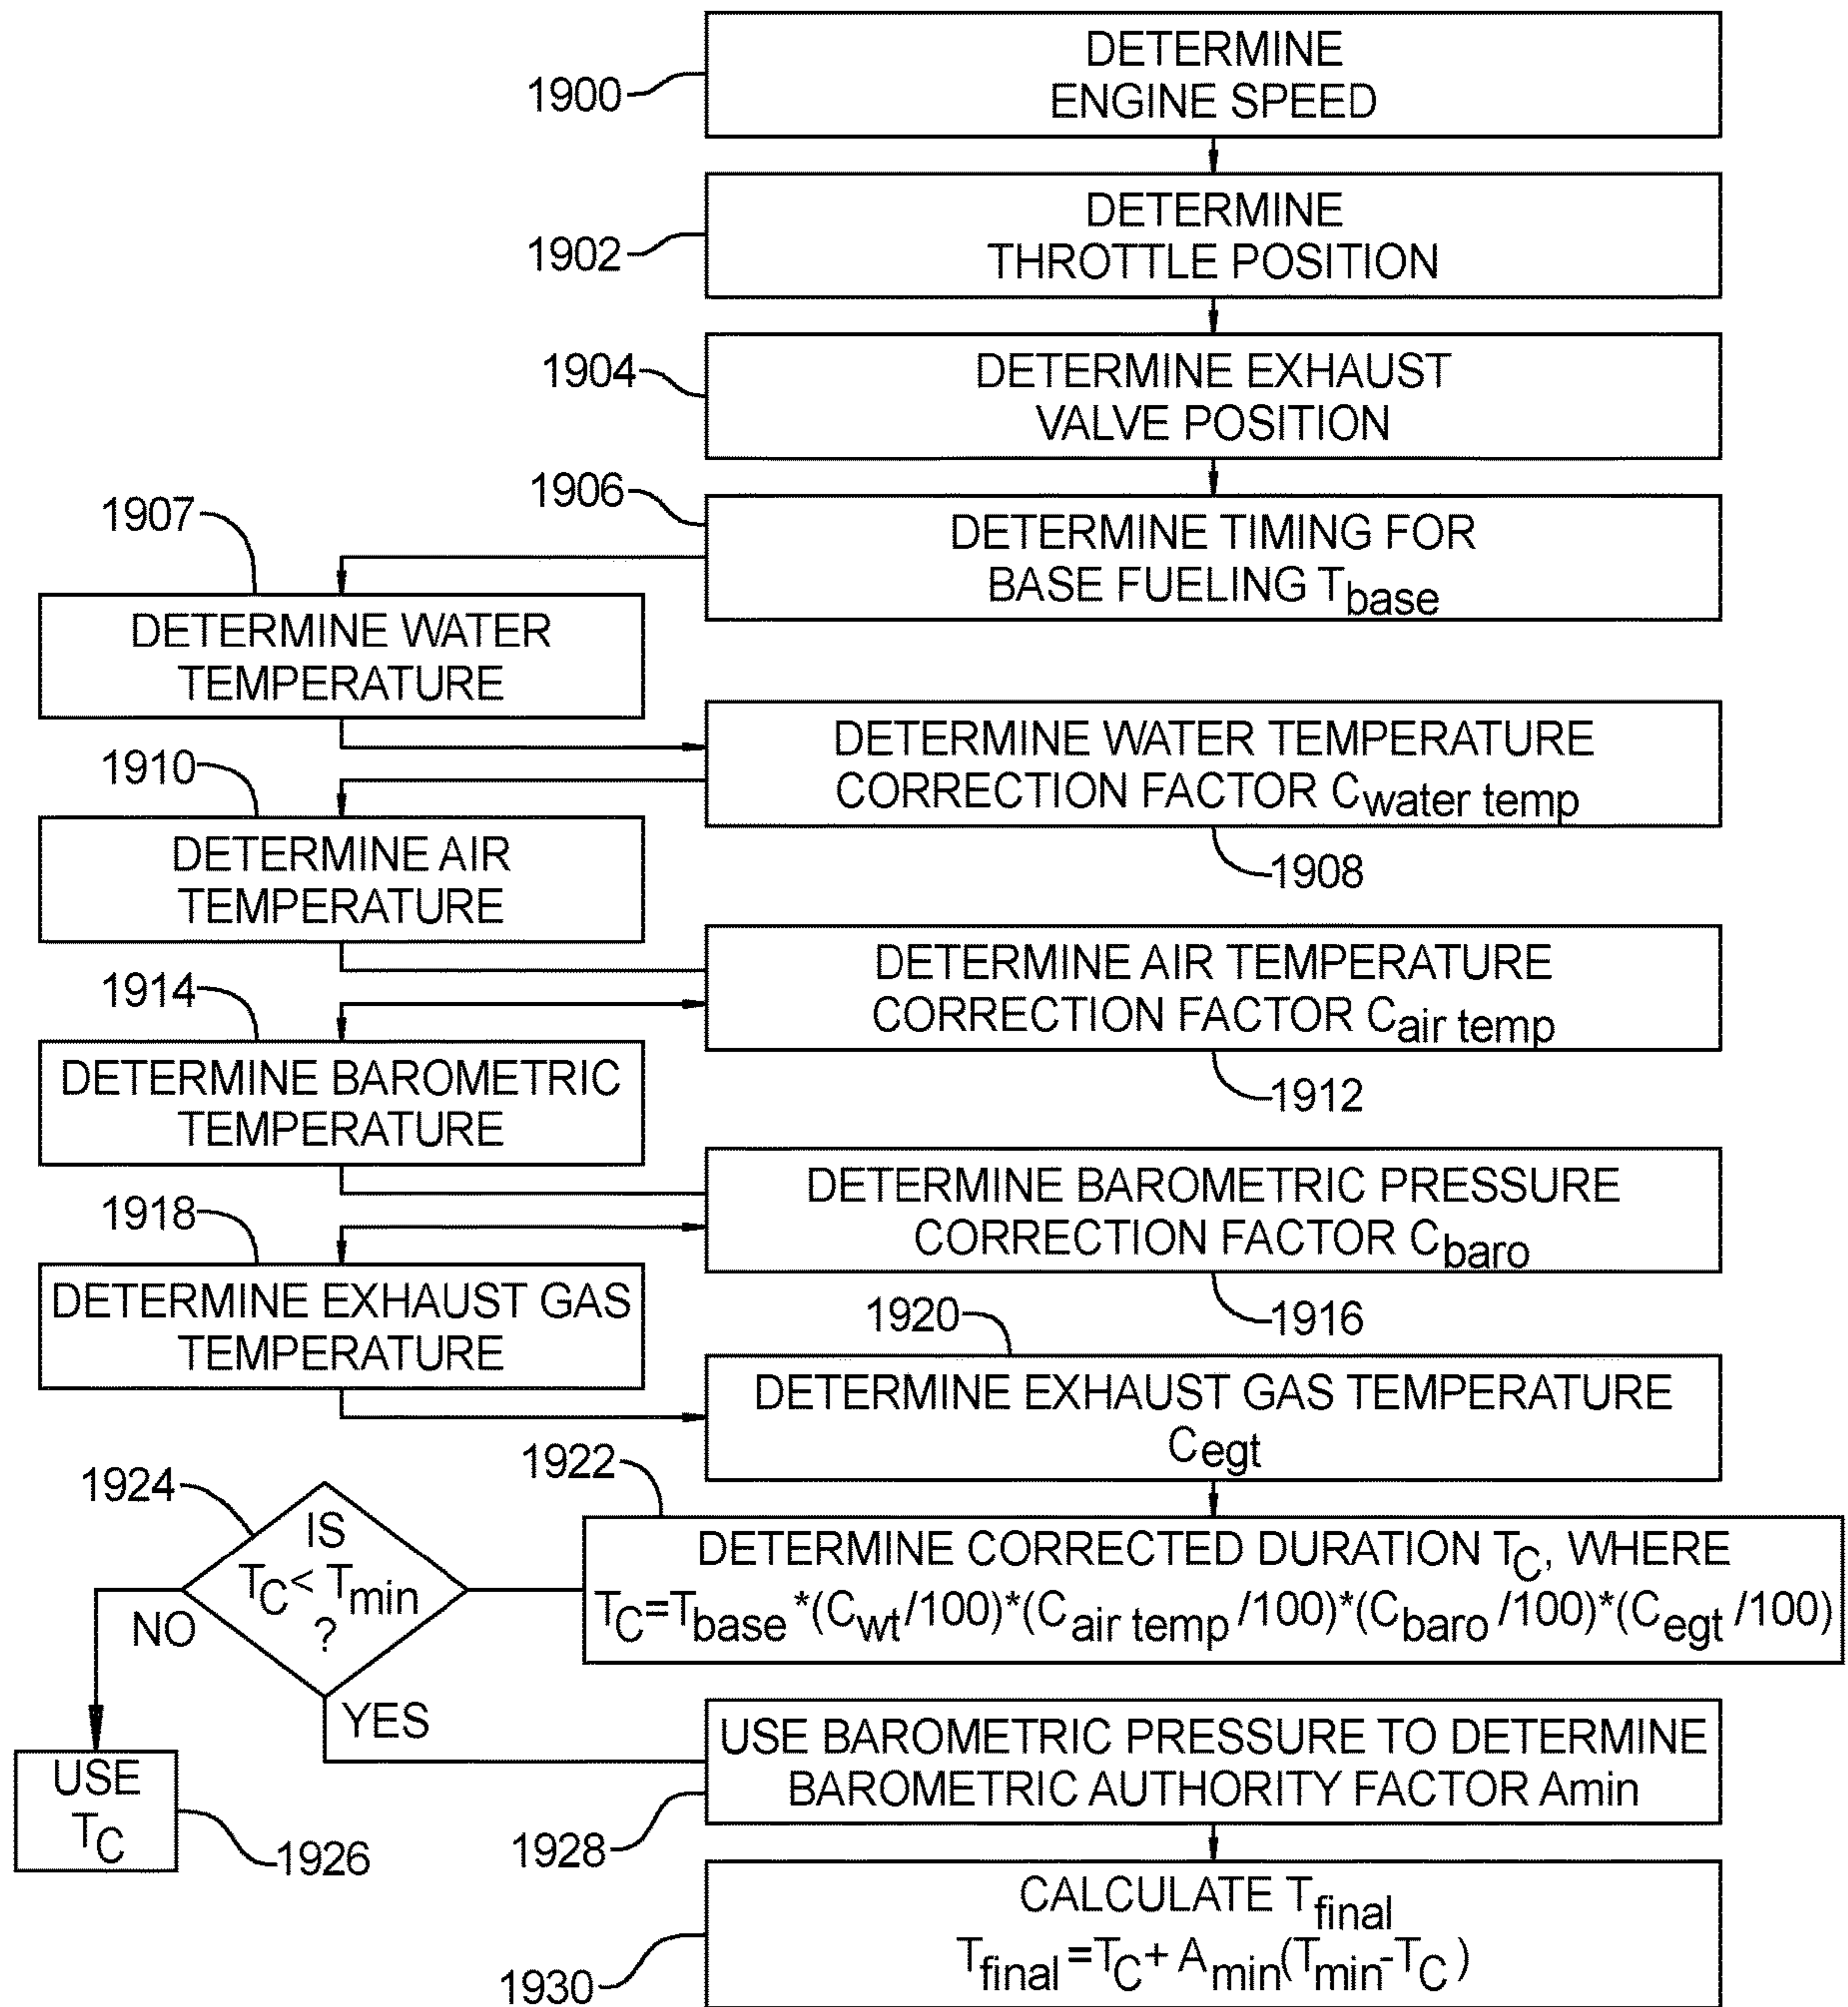 DETERMINE
ENGINE SPEED
1900
DETERMINE
THROTTLE POSITION
1902
DETERMINE EXHAUST
VALVE POSITION
1904
1906
DETERMINE TIMING FOR
BASE FUELING Tbase
1907
DETERMINE WATER
TEMPERATURE
DETERMINE WATER TEMPERATURE
CORRECTION FACTOR Cwater temp
1908
1910
DETERMINE AIR
TEMPERATURE
DETERMINE AIR TEMPERATURE
CORRECTION FACTOR Cair temp
1912
1914
DETERMINE BAROMETRIC
TEMPERATURE
DETERMINE BAROMETRIC PRESSURE
CORRECTION FACTOR Cbaro
1916
1918
DETERMINE EXHAUST GAS
TEMPERATURE
1920
DETERMINE EXHAUST GAS TEMPERATURE
Cegt
1922
DETERMINE CORRECTED DURATION TC, WHERE
TC=Tbase*(Cwt/100)*(Cair temp/100)*(Cbaro/100)*(Cegt/100)
1924
IS
TC< Tmin
?
NO
YES
USE
TC
1926
USE BAROMETRIC PRESSURE TO DETERMINE
BAROMETRIC AUTHORITY FACTOR Amin
1928
CALCULATE Tfinal
Tfinal=TC+ Amin(Tmin-TC)
1930